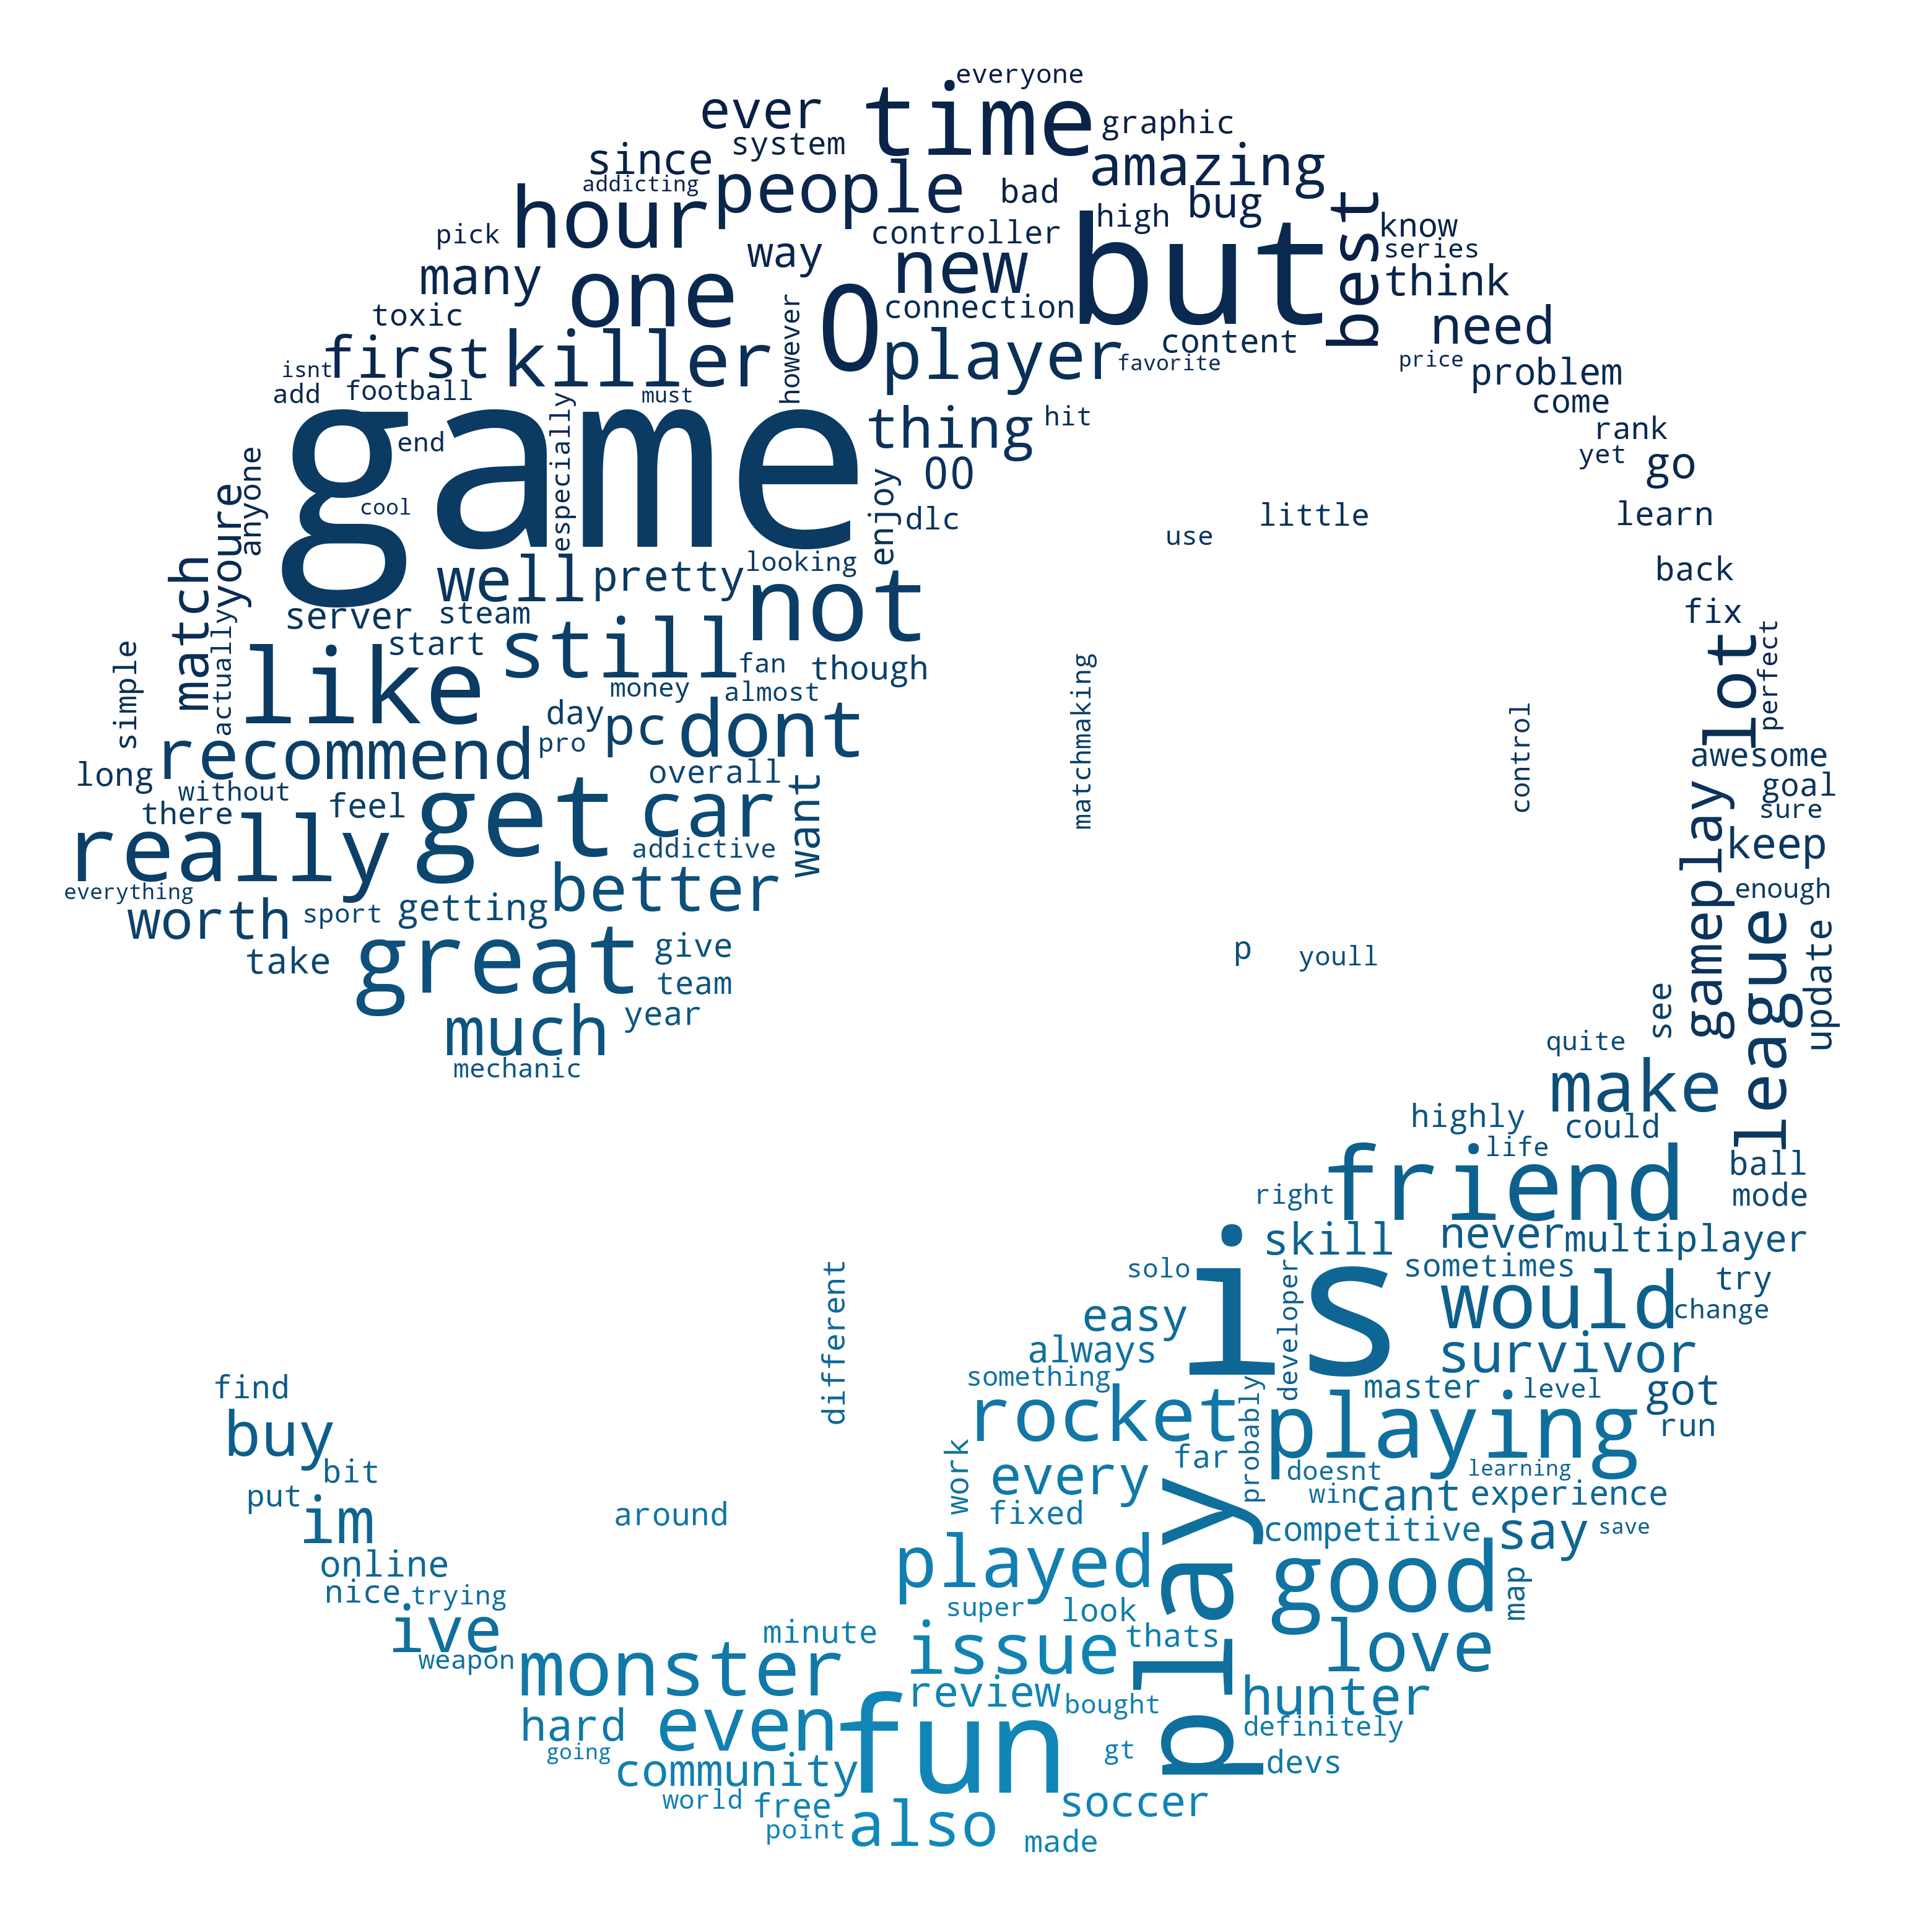 everyone
ever
time
graphic
system
since
amazing
addicting
people
bad
hour
high
bug
best
know
pick
controller
way
series
many
one
new
but
think
0
connection
toxic
however
need
first
killer
player
content
favorite
price
problem
isnt
add
football
must
come
game
especially
thing
hit
rank
end
yet
go
anyone
00
enjoy
youre
cool
dlc
little
learn
use
match
well
pretty
looking
not
back
server
steam
fix
actually
like
start
still
fan
though
lot
perfect
simple
money
almost
matchmaking
day
pc
dont
control
recommend
pro
awesome
long
without
overall
goal
there
feel
get
car
want
sure
really
addictive
gameplay
keep
everything
better
enough
worth
sport
getting
league
great
give
update
take
team
p
youll
much
year
see
mechanic
quite
make
highly
could
life
friend
ball
right
mode
skill
never
multiplayer
solo
is
sometimes
try
different
developer
would
change
easy
always
survivor
something
find
probably
master
level
got
buy
rocket
playing
run
bit
work
far
doesnt
learning
every
put
play
win
cant
experience
im
around
fixed
competitive
say
save
online
played
good
map
nice
trying
super
look
ive
minute
issue
thats
love
weapon
monster
review
bought
hunter
hard
even
fun
definitely
going
gt
community
devs
world
free
soccer
point
also
made